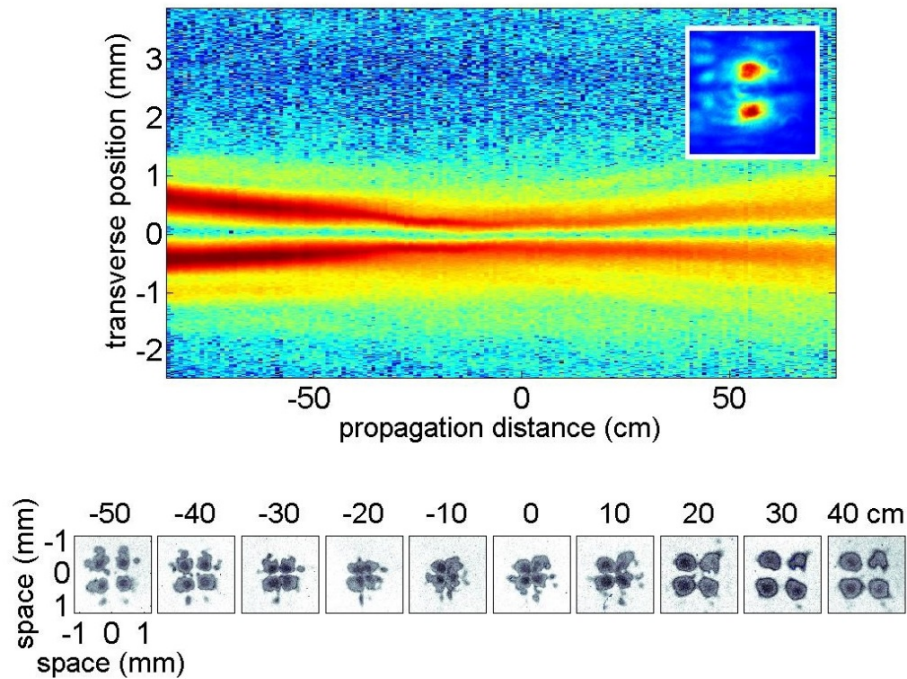 transverse position (mm)
3
2
1
0
-1
-2
-50 0 50
propagation distance (cm)
-50 -40 -30 -20 -10 0 10 20 30 40 cm
space (mm)
-1
0
1
-1 0 1
space (mm)